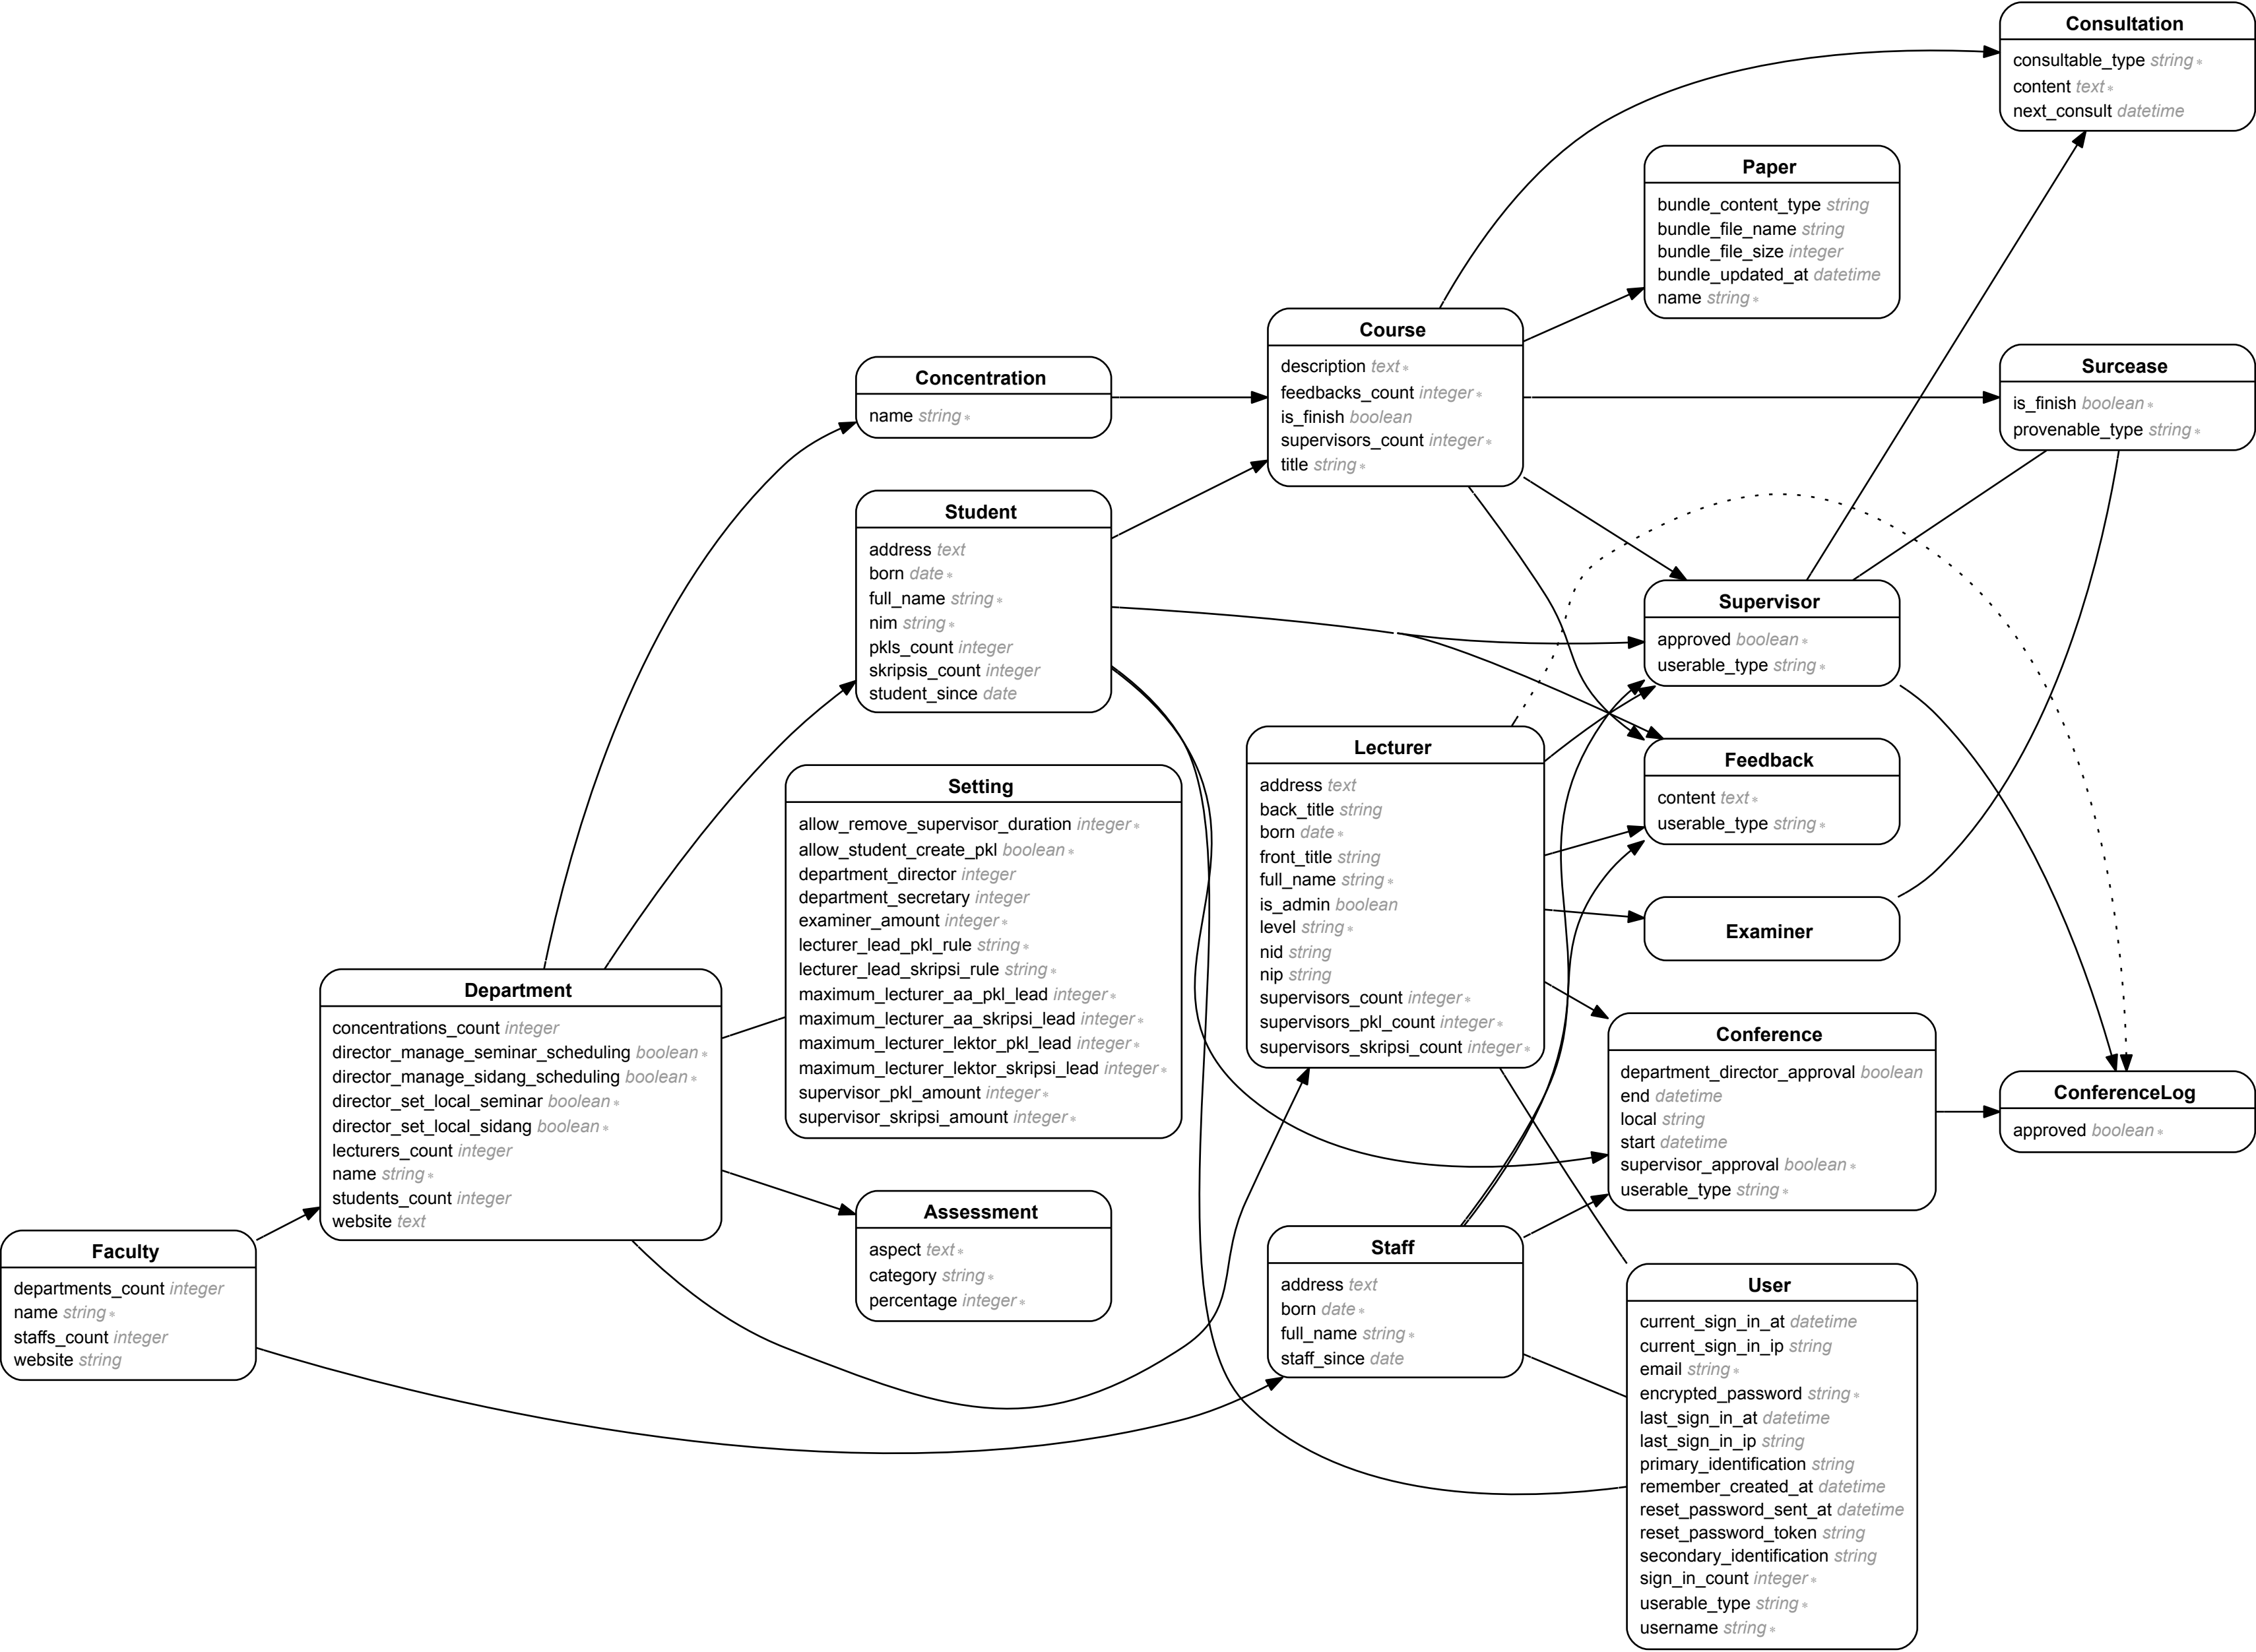 Consultation
consultable_type string *
content text *
next_consult datetime
Paper
bundle_content_type string
bundle_file_name string
bundle_file_size integer
bundle_updated_at datetime
name string *
Course
description text *
feedbacks_count integer *
is_finish boolean
supervisors_count integer *
title string *
Surcease
is_finish boolean *
provenable_type string *
Concentration
name string *
Student
address text
born date *
full_name string *
nim string *
pkls_count integer
skripsis_count integer
student_since date
Supervisor
approved boolean *
userable_type string *
Lecturer
address text
back_title string
born date *
front_title string
full_name string *
is_admin boolean
level string *
nid string
nip string
supervisors_count integer *
supervisors_pkl_count integer *
supervisors_skripsi_count integer *
Feedback
content text *
userable_type string *
Setting
allow_remove_supervisor_duration integer *
allow_student_create_pkl boolean *
department_director integer
department_secretary integer
examiner_amount integer *
lecturer_lead_pkl_rule string *
lecturer_lead_skripsi_rule string *
maximum_lecturer_aa_pkl_lead integer *
maximum_lecturer_aa_skripsi_lead integer *
maximum_lecturer_lektor_pkl_lead integer *
maximum_lecturer_lektor_skripsi_lead integer *
supervisor_pkl_amount integer *
supervisor_skripsi_amount integer *
Examiner
Department
concentrations_count integer
director_manage_seminar_scheduling boolean *
director_manage_sidang_scheduling boolean *
director_set_local_seminar boolean *
director_set_local_sidang boolean *
lecturers_count integer
name string *
students_count integer
website text
Conference
department_director_approval boolean
end datetime
local string
start datetime
supervisor_approval boolean *
userable_type string *
ConferenceLog
approved boolean *
Assessment
aspect text *
category string *
percentage integer *
Faculty
departments_count integer
name string *
staffs_count integer
website string
Staff
address text
born date *
full_name string *
staff_since date
User
current_sign_in_at datetime
current_sign_in_ip string
email string *
encrypted_password string *
last_sign_in_at datetime
last_sign_in_ip string
primary_identification string
remember_created_at datetime
reset_password_sent_at datetime
reset_password_token string
secondary_identification string
sign_in_count integer *
userable_type string *
username string *